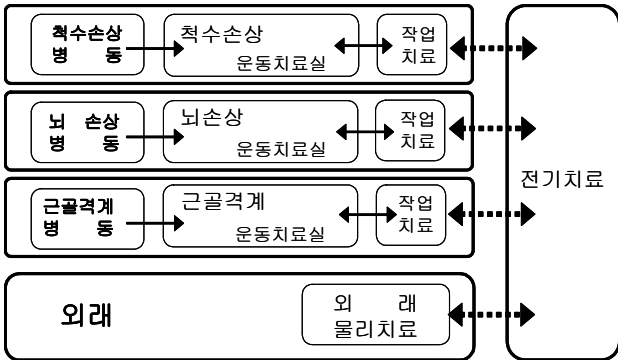 척수손상
병 동
척수손상
운동치료실
작업
치료
뇌 손상
병 동
뇌손상
운동치료실
작업
치료
근골격계
병 동
근골격계
운동치료실
작업
치료
전기치료
외래
외 래
물리치료